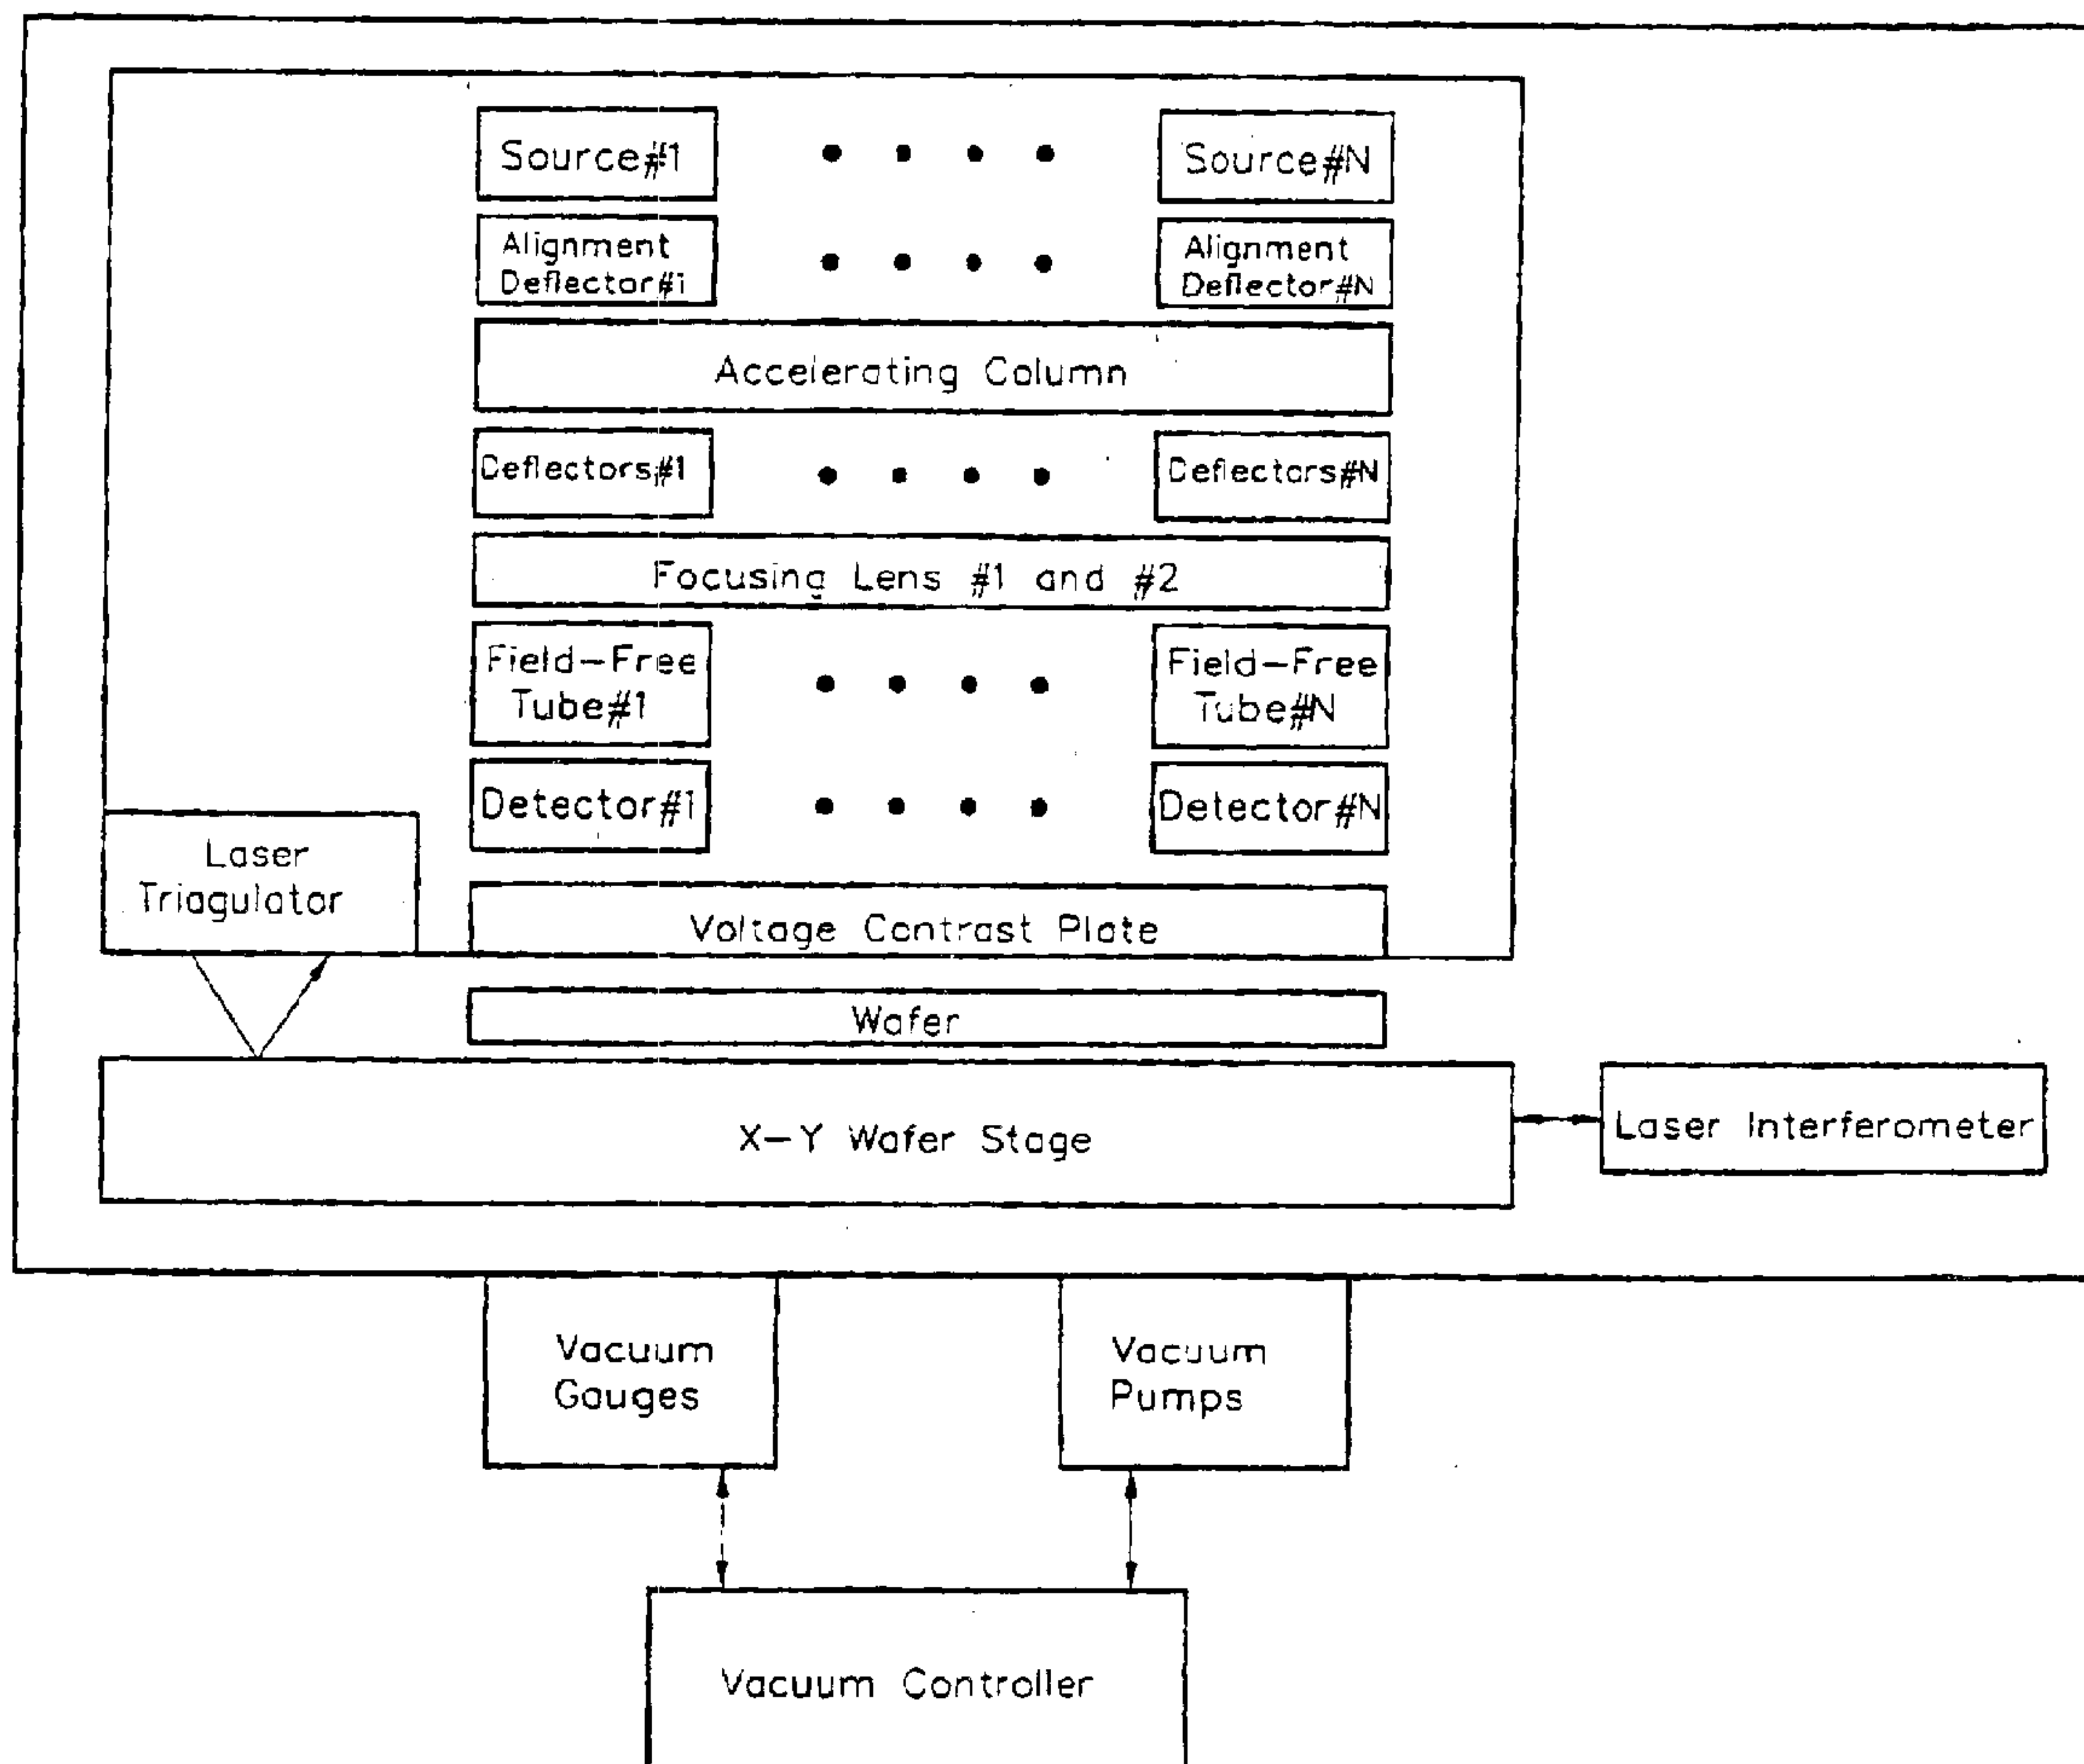 Source#1
Source#N
Alignment
Deflector#i
Alignment
Deflector#N
Accelerating Column
Deflectors#1
Deflectors#N
Focusing Lens #1 and #2
Field-Free
Tube#1
Field-Free
Tube#N
Detector#1
Detector#N
Laser
Triagulator
Voltage Contrast Plate
Wafer
X-Y Wafer Stage
Laser Interferometer
Vacuum
Gauges
Vacuum
Pumps
Vacuum Controller